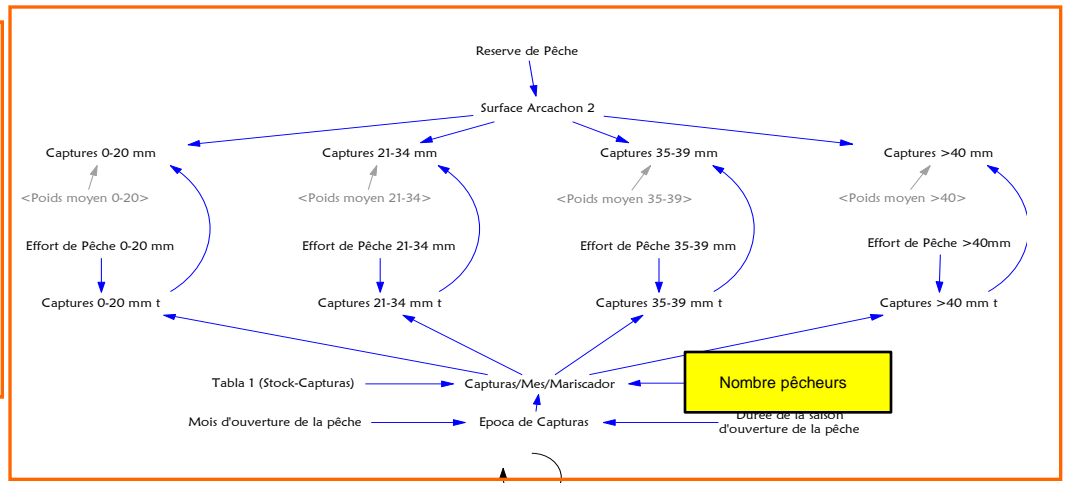 Reserve de Pêche
Surface Arcachon 2
Captures 0-20 mm
Captures 21-34 mm
Captures 35-39 mm
Captures >40 mm
<Poids moyen 0-20>
<Poids moyen 21-34>
<Poids moyen 35-39>
<Poids moyen >40>
Effort de Pêche 0-20 mm
Effort de Pêche 21-34 mm
Effort de Pêche 35-39 mm
Effort de Pêche >40mm
Captures 0-20 mm t
Captures 21-34 mm t
Captures 35-39 mm t
Captures >40 mm t
Tabla 1 (Stock-Capturas)
Capturas/Mes/Mariscador
Nombre pêcheurs
Mois d'ouverture de la pêche
Epoca de Capturas
Durée de la saison
d'ouverture de la pêche